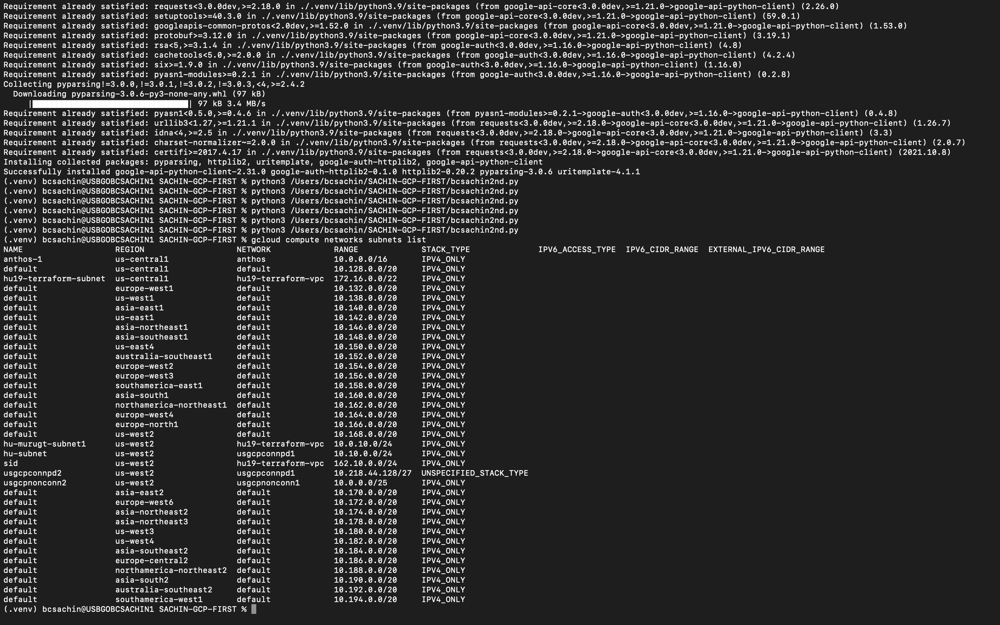 Requirement already satisfied: requests<3.0.0dev,>=2.18.0 in ./.venv/lib/python3.9/site-packages (from google-api-core<3.0.0dev,>=1.21.0->google-api-python-client) (2.26.0)
Requirement already satisfied: setuptools>=40.3.0 in ./.venv/lib/python3.9/site-packages (from google-api-core<3.0.0dev,>=1.21.0->google-api-python-client) (59.0.1)
Requirement already satisfied: googleapis-common-protos<2.0dev,>=1.52.0 in ./.venv/lib/python3.9/site-packages (from google-api-core<3.0.0dev,>=1.21.0->google-api-python-client) (1.53.0)
Requirement already satisfied: protobuf>=3.12.0 in ./.venv/lib/python3.9/site-packages (from google-api-core<3.0.0dev,>=1.21.0->google-api-python-client) (3.19.1)
Requirement already satisfied: rsa<5,>=3.1.4 in ./.venv/lib/python3.9/site-packages (from google-auth<3.0.0dev,>=1.16.0->google-api-python-client) (4.8)
Requirement already satisfied: cachetools<5.0,>=2.0.0 in ./.venv/lib/python3.9/site-packages (from google-auth<3.0.0dev,>=1.16.0->google-api-python-client) (4.2.4)
Requirement already satisfied: six>=1.9.0 in ./.venv/lib/python3.9/site-packages (from google-auth<3.0.0dev,>=1.16.0->google-api-python-client) (1.16.0)
Requirement already satisfied: pyasn1-modules>=0.2.1 in ./.venv/lib/python3.9/site-packages (from google-auth<3.0.0dev,>=1.16.0->google-api-python-client) (0.2.8)
Collecting pyparsing!=3.0.0,!=3.0.1,!=3.0.2,!=3.0.3,<4,>=2.4.2
  Downloading pyparsing-3.0.6-py3-none-any.whl (97 kB)
     |████████████████████████████████| 97 kB 3.4 MB/s
Requirement already satisfied: pyasn1<0.5.0,>=0.4.6 in ./.venv/lib/python3.9/site-packages (from pyasn1-modules>=0.2.1->google-auth<3.0.0dev,>=1.16.0->google-api-python-client) (0.4.8)
Requirement already satisfied: urllib3<1.27,>=1.21.1 in ./.venv/lib/python3.9/site-packages (from requests<3.0.0dev,>=2.18.0->google-api-core<3.0.0dev,>=1.21.0->google-api-python-client) (1.26.7)
Requirement already satisfied: idna<4,>=2.5 in ./.venv/lib/python3.9/site-packages (from requests<3.0.0dev,>=2.18.0->google-api-core<3.0.0dev,>=1.21.0->google-api-python-client) (3.3)
Requirement already satisfied: charset-normalizer~=2.0.0 in ./.venv/lib/python3.9/site-packages (from requests<3.0.0dev,>=2.18.0->google-api-core<3.0.0dev,>=1.21.0->google-api-python-client) (2.0.7)
Requirement already satisfied: certifi>=2017.4.17 in ./.venv/lib/python3.9/site-packages (from requests<3.0.0dev,>=2.18.0->google-api-core<3.0.0dev,>=1.21.0->google-api-python-client) (2021.10.8)
Installing collected packages: pyparsing, httplib2, uritemplate, google-auth-httplib2, google-api-python-client
Successfully installed google-api-python-client-2.31.0 google-auth-httplib2-0.1.0 httplib2-0.20.2 pyparsing-3.0.6 uritemplate-4.1.1
(.venv) bcsachin@USBGOBCSACHIN1 SACHIN-GCP-FIRST % python3 /Users/bcsachin/SACHIN-GCP-FIRST/bcsachin2nd.py
(.venv) bcsachin@USBGOBCSACHIN1 SACHIN-GCP-FIRST % python3 /Users/bcsachin/SACHIN-GCP-FIRST/bcsachin2nd.py
(.venv) bcsachin@USBGOBCSACHIN1 SACHIN-GCP-FIRST % python3 /Users/bcsachin/SACHIN-GCP-FIRST/bcsachin2nd.py
(.venv) bcsachin@USBGOBCSACHIN1 SACHIN-GCP-FIRST % python3 /Users/bcsachin/SACHIN-GCP-FIRST/bcsachin2nd.py
(.venv) bcsachin@USBGOBCSACHIN1 SACHIN-GCP-FIRST % python3 /Users/bcsachin/SACHIN-GCP-FIRST/bcsachin2nd.py
(.venv) bcsachin@USBGOBCSACHIN1 SACHIN-GCP-FIRST % python3 /Users/bcsachin/SACHIN-GCP-FIRST/bcsachin2nd.py
(.venv) bcsachin@USBGOBCSACHIN1 SACHIN-GCP-FIRST % gcloud compute networks subnets list
NAME REGION NETWORK RANGE STACK_TYPE IPV6_ACCESS_TYPE IPV6_CIDR_RANGE EXTERNAL_IPV6_CIDR_RANGE
anthos-1 us-central1 anthos 10.0.0.0/16 IPV4_ONLY
default us-central1 default 10.128.0.0/20 IPV4_ONLY
hu19-terraform-subnet us-central1 hu19-terraform-vpc 172.16.0.0/22 IPV4_ONLY
default europe-west1 default 10.132.0.0/20 IPV4_ONLY
default us-west1 default 10.138.0.0/20 IPV4_ONLY
default asia-east1 default 10.140.0.0/20 IPV4_ONLY
default us-east1 default 10.142.0.0/20 IPV4_ONLY
default asia-northeast1 default 10.146.0.0/20 IPV4_ONLY
default asia-southeast1 default 10.148.0.0/20 IPV4_ONLY
default us-east4 default 10.150.0.0/20 IPV4_ONLY
default australia-southeast1 default 10.152.0.0/20 IPV4_ONLY
default europe-west2 default 10.154.0.0/20 IPV4_ONLY
default europe-west3 default 10.156.0.0/20 IPV4_ONLY
default southamerica-east1 default 10.158.0.0/20 IPV4_ONLY
default asia-south1 default 10.160.0.0/20 IPV4_ONLY
default northamerica-northeast1 default 10.162.0.0/20 IPV4_ONLY
default europe-west4 default 10.164.0.0/20 IPV4_ONLY
default europe-north1 default 10.166.0.0/20 IPV4_ONLY
default us-west2 default 10.168.0.0/20 IPV4_ONLY
hu-murugt-subnet1 us-west2 hu19-terraform-vpc 10.0.10.0/24 IPV4_ONLY
hu-subnet us-west2 usgcpconnpd1 10.10.0.0/24 IPV4_ONLY
sid us-west2 hu19-terraform-vpc 162.10.0.0/24 IPV4_ONLY
usgcpconnpd2 us-west2 usgcpconnpd1 10.218.44.128/27 UNSPECIFIED_STACK_TYPE
usgcpnonconn2 us-west2 usgcpnonconn1 10.0.0.0/25 IPV4_ONLY
default asia-east2 default 10.170.0.0/20 IPV4_ONLY
default europe-west6 default 10.172.0.0/20 IPV4_ONLY
default asia-northeast2 default 10.174.0.0/20 IPV4_ONLY
default asia-northeast3 default 10.178.0.0/20 IPV4_ONLY
default us-west3 default 10.180.0.0/20 IPV4_ONLY
default us-west4 default 10.182.0.0/20 IPV4_ONLY
default asia-southeast2 default 10.184.0.0/20 IPV4_ONLY
default europe-central2 default 10.186.0.0/20 IPV4_ONLY
default northamerica-northeast2 default 10.188.0.0/20 IPV4_ONLY
default asia-south2 default 10.190.0.0/20 IPV4_ONLY
default australia-southeast2 default 10.192.0.0/20 IPV4_ONLY
default southamerica-west1 default 10.194.0.0/20 IPV4_ONLY
(.venv) bcsachin@USBGOBCSACHIN1 SACHIN-GCP-FIRST %